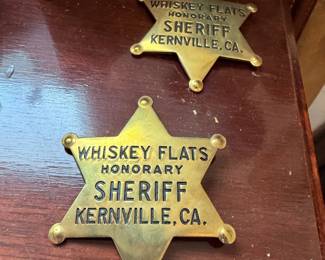 WHISKEY FLATS
HONORARY
SHERIFF
KERNVILLE, CA.
WHISKEY FLATS
HONORARY
SHERIFF
KERNVILLE, CA.